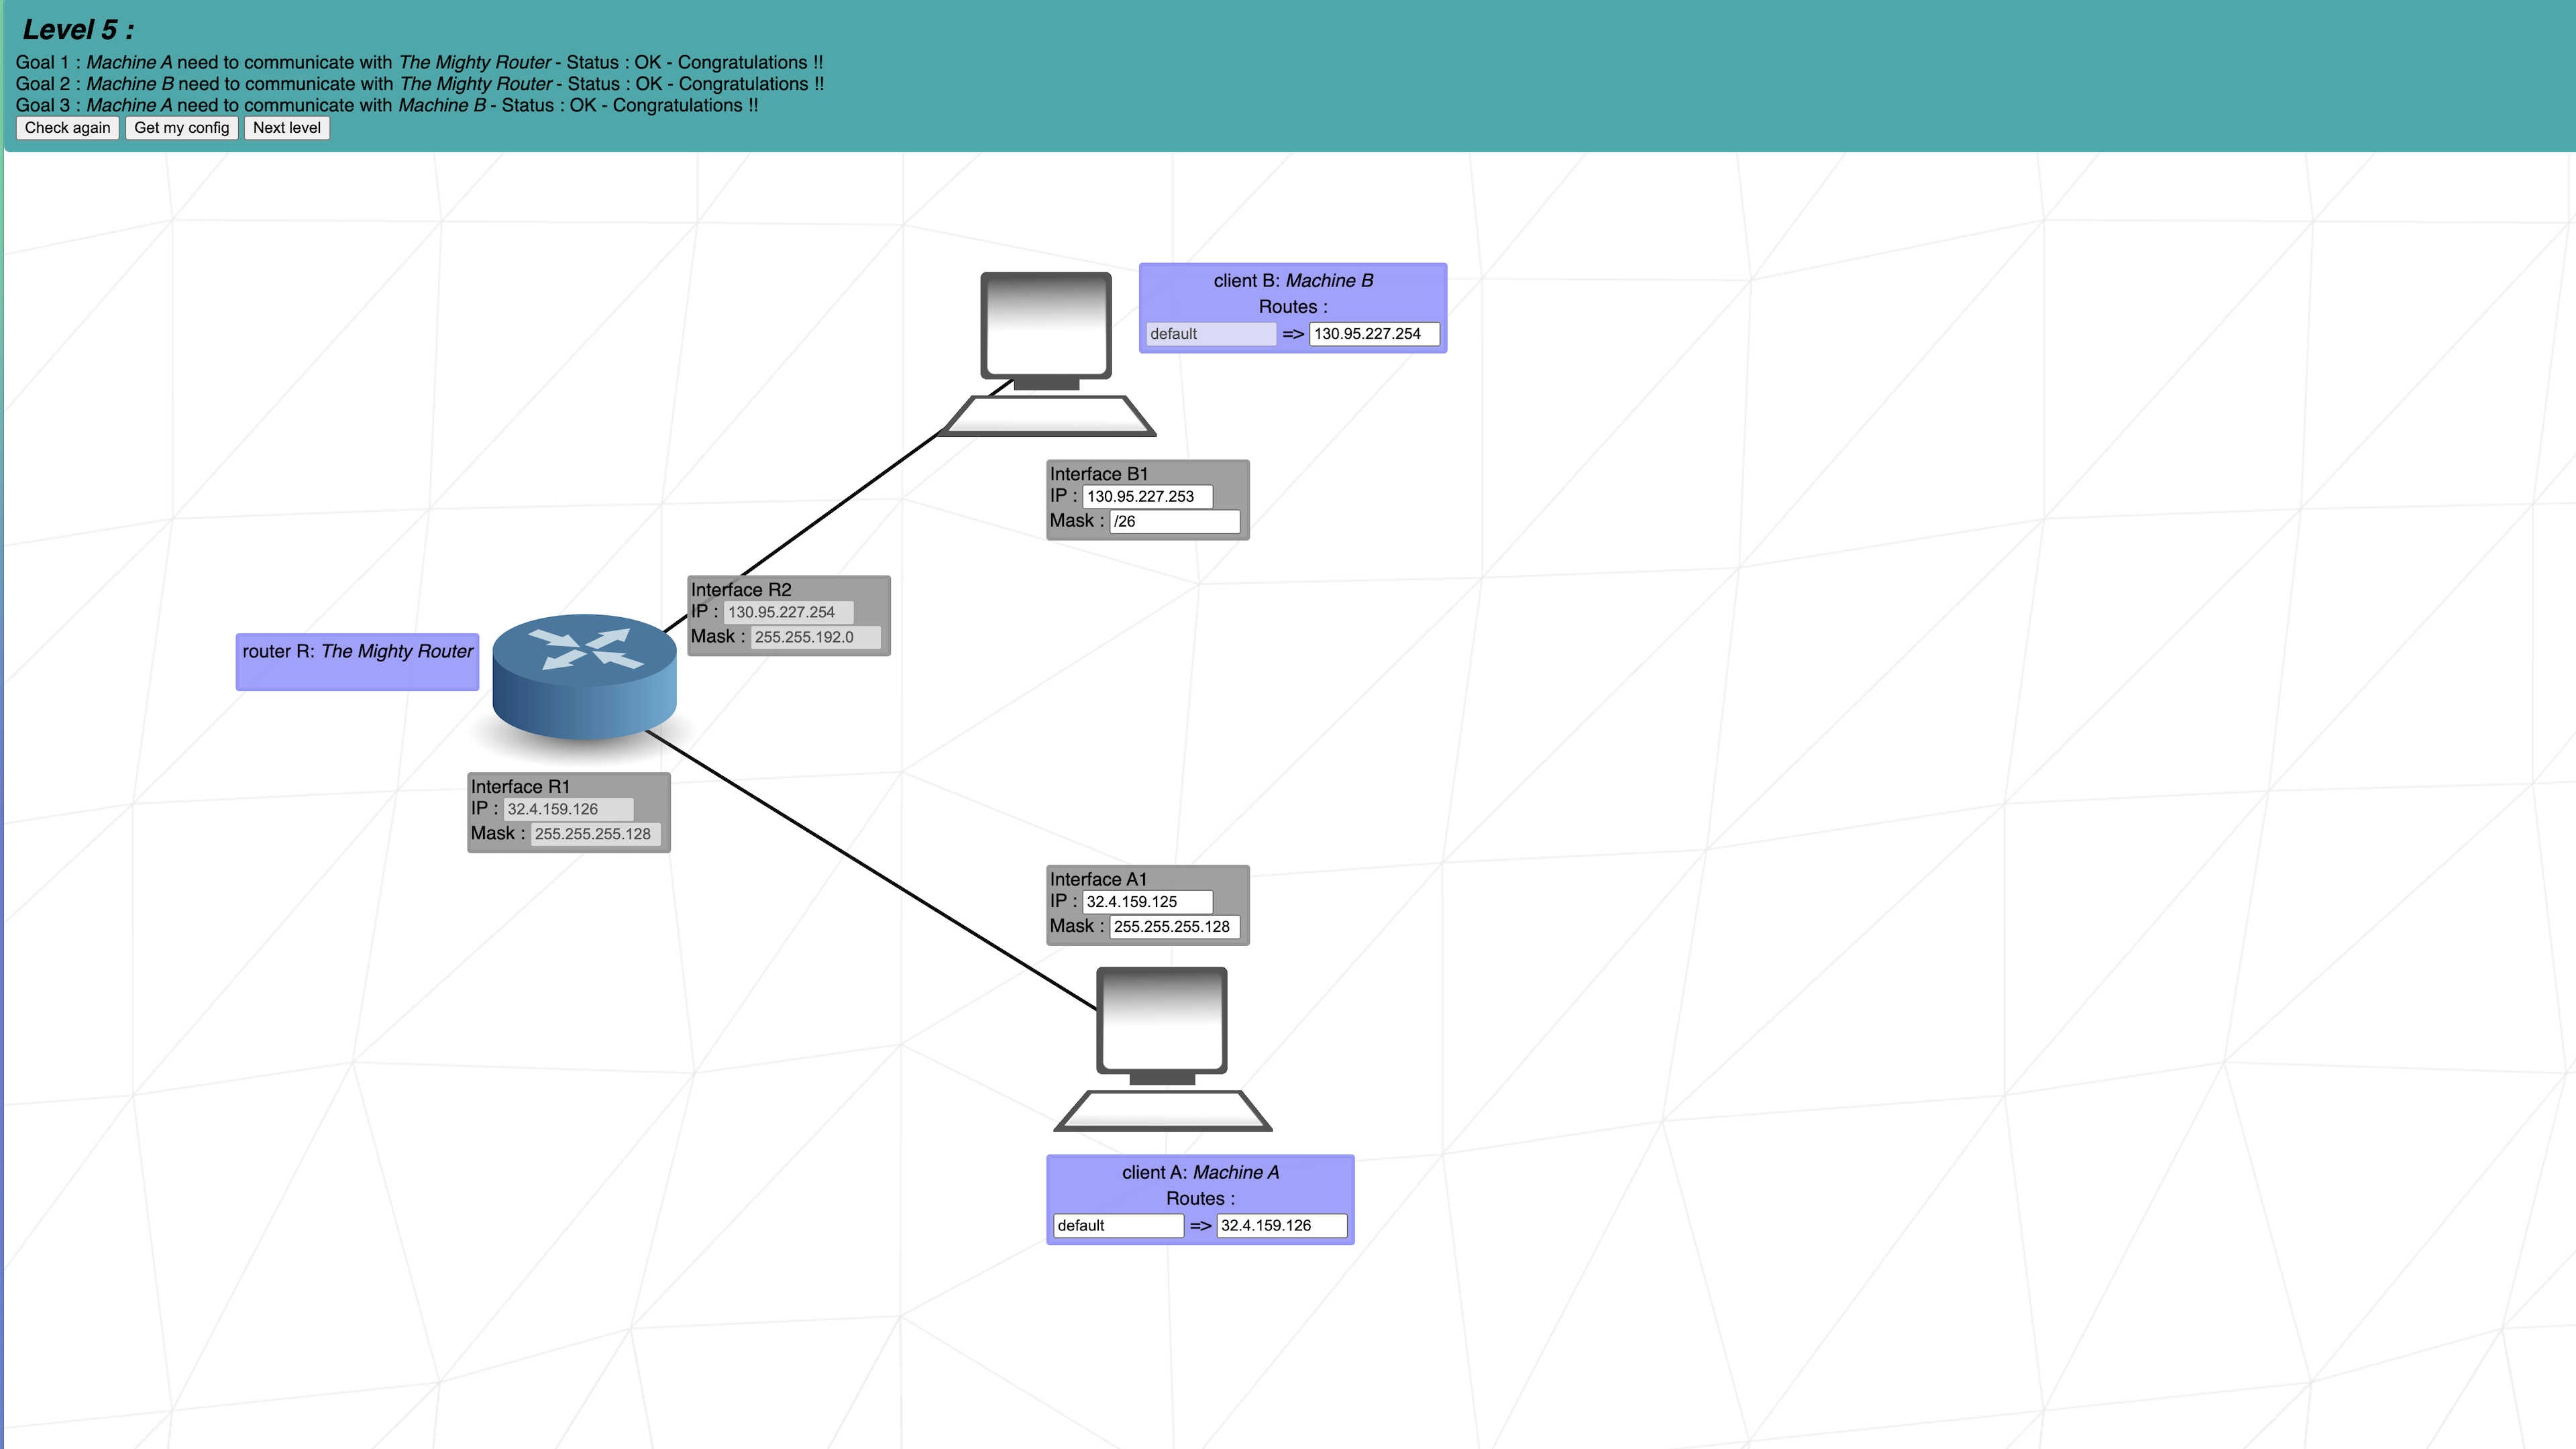 Level 5 :
Goal 1 : Machine A need to communicate with The Mighty Router - Status : OK - Congratulations !!
Goal 2 : Machine B need to communicate with The Mighty Router - Status : OK - Congratulations !!
Goal 3 : Machine A need to communicate with Machine B - Status : OK - Congratulations !!
Check again Get my config Next level
client B: Machine B
Routes :
default => 130.95.227.254
Interface B1
IP : 130.95.227.253
Mask : /26
Interface R2
IP : 130.95.227.254
Mask : 255.255.192.0
router R: The Mighty Router
Interface R1
IP : 32.4.159.126
Mask : 255.255.255.128
Interface A1
IP : 32.4.159.125
Mask : 255.255.255.128
client A: Machine A
Routes :
default => 32.4.159.126